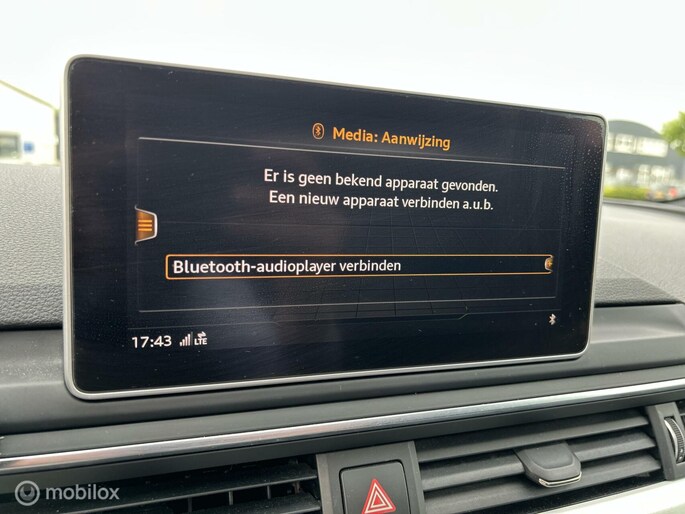 Media: Aanwijzing
Er is geen bekend apparaat gevonden.
Een nieuw apparaat verbinden a.u.b.
Bluetooth-audioplayer verbinden
17:43 LTE
mobilox